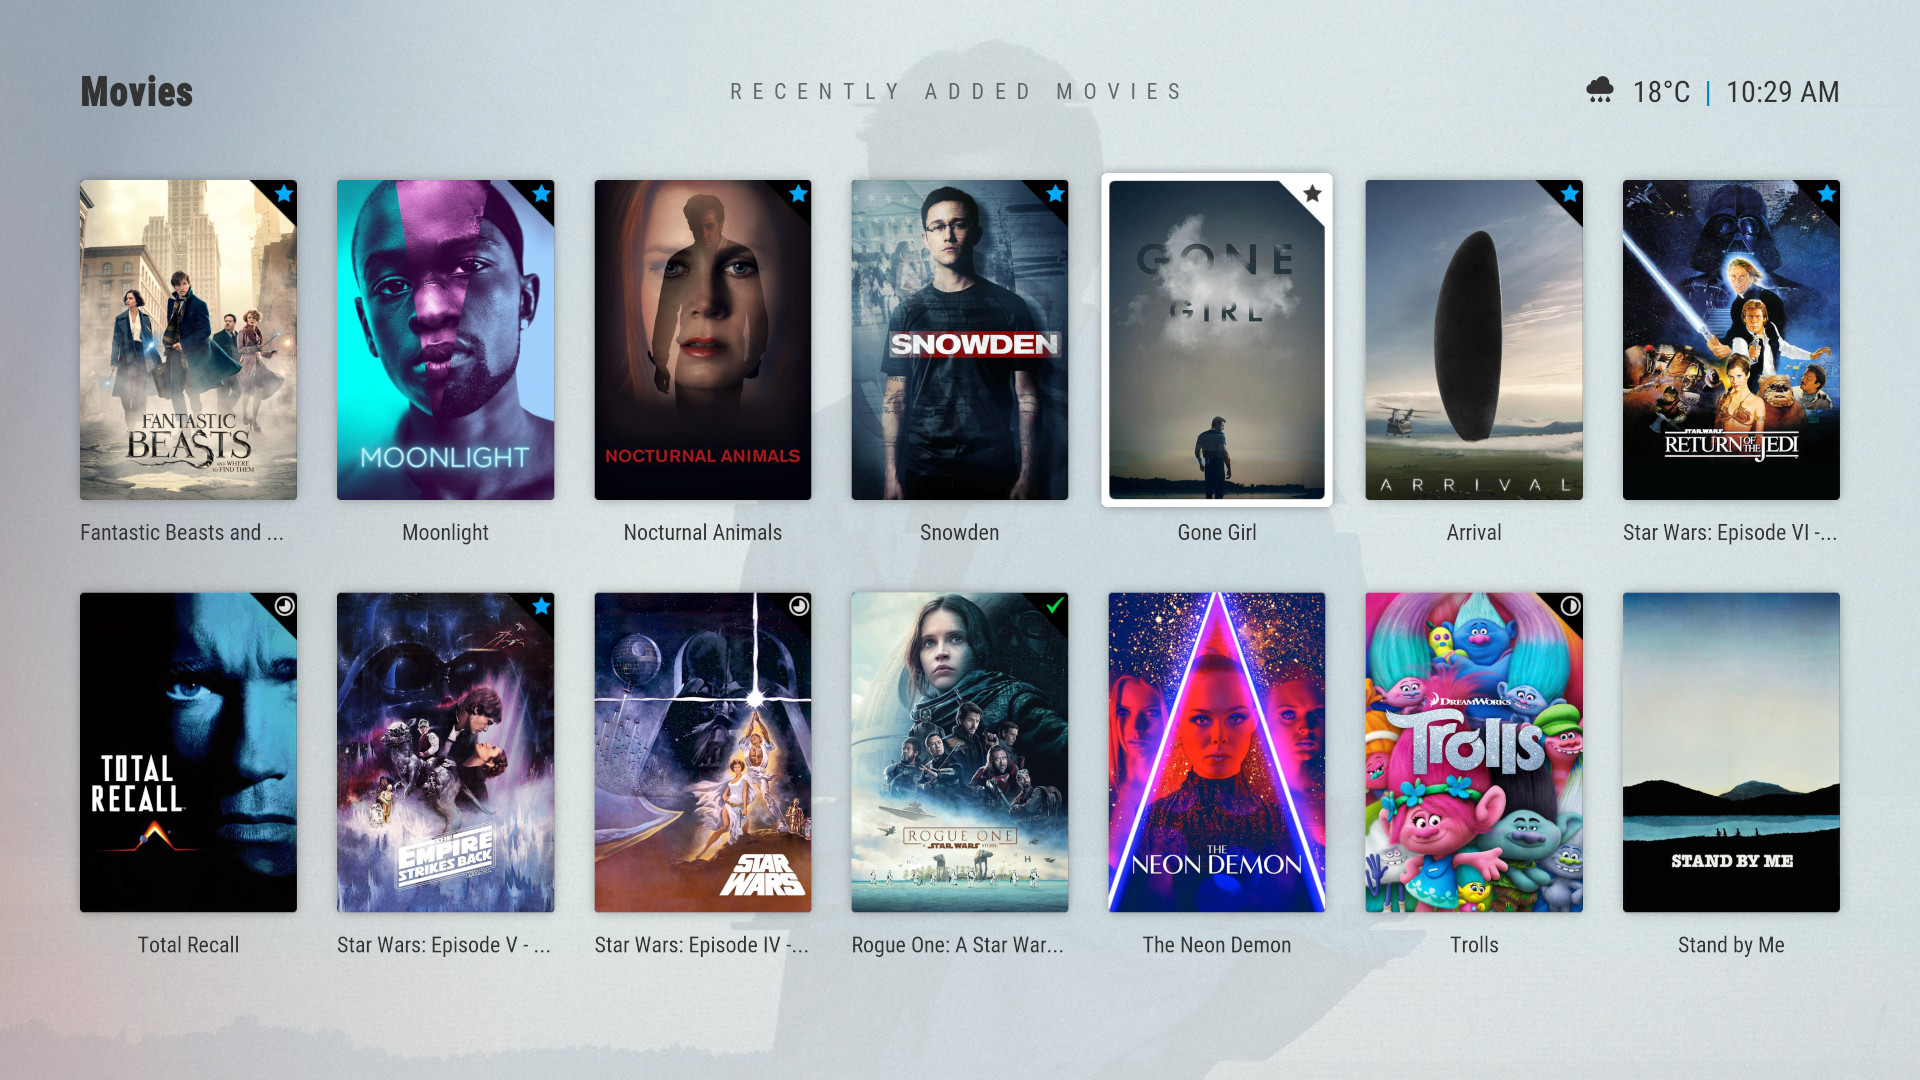 Movies
RECENTLY ADDED MOVIES
18°C | 10:29 AM
FANTASTIC
BEASTS
AND WHERE
TO FIND THEM
MOONLIGHT
NOCTURNAL ANIMALS
SNOWDEN
GONE
GIRL
ARRIVAL
STAR WARS
RETURN OF THE JEDI
Fantastic Beasts and ...
Moonlight
Nocturnal Animals
Snowden
Gone Girl
Arrival
Star Wars: Episode VI -...
TOTAL
RECALL
THE
EMPIRE
STRIKES BACK
STAR
WARS
ROGUE ONE
A STAR WARS STORY
THE
NEON DEMON
DREAMWORKS
Trolls
STAND BY ME
Total Recall
Star Wars: Episode V - ...
Star Wars: Episode IV -...
Rogue One: A Star War...
The Neon Demon
Trolls
Stand by Me